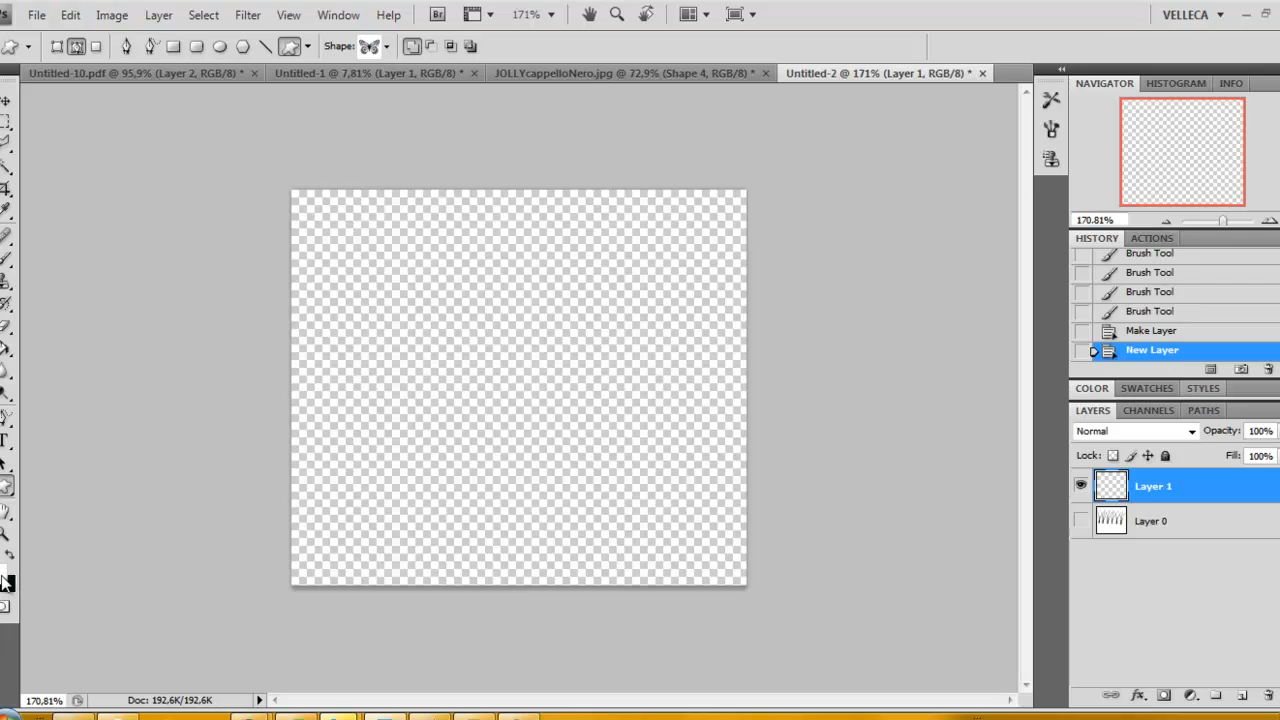 Ps File Edit Image Layer Select Filter View Window Help Br 171% VELLECA
Shape:
Untitled-10.pdf @ 95,9% (Layer 2, RGB/8) * Untitled-1 @ 7,81% (Layer 1, RGB/8) * JOLLYcappelloNero.jpg @ 72,9% (Shape 4, RGB/8) * Untitled-2 @ 171% (Layer 1, RGB/8) *
NAVIGATOR HISTOGRAM INFO
170.81%
HISTORY ACTIONS
Brush Tool
Brush Tool
Brush Tool
Brush Tool
Make Layer
New Layer
COLOR SWATCHES STYLES
LAYERS CHANNELS PATHS
Normal Opacity: 100%
Lock: Fill: 100%
Layer 1
Layer 0
T
fx
170,81% Doc: 192,6K/192,6K